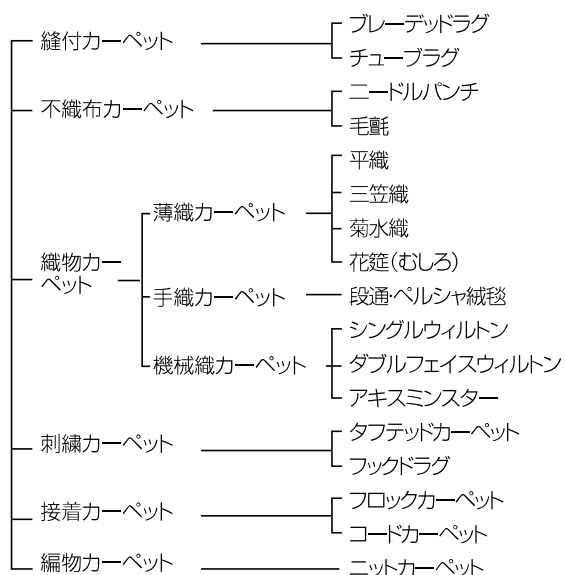 縫付カーペット
ブレーデッドラグ
チューブラグ
不織布カーペット
ニードルパンチ
毛氈
織物カー
ペット
薄織カーペット
平織
三笠織
菊水織
花筵(むしろ)
手織カーペット
段通・ペルシャ絨毯
機械織カーペット
シングルウィルトン
ダブルフェイスウィルトン
アキスミンスター
刺繍カーペット
タフテッドカーペット
フックドラグ
接着カーペット
フロックカーペット
コードカーペット
編物カーペット
ニットカーペット